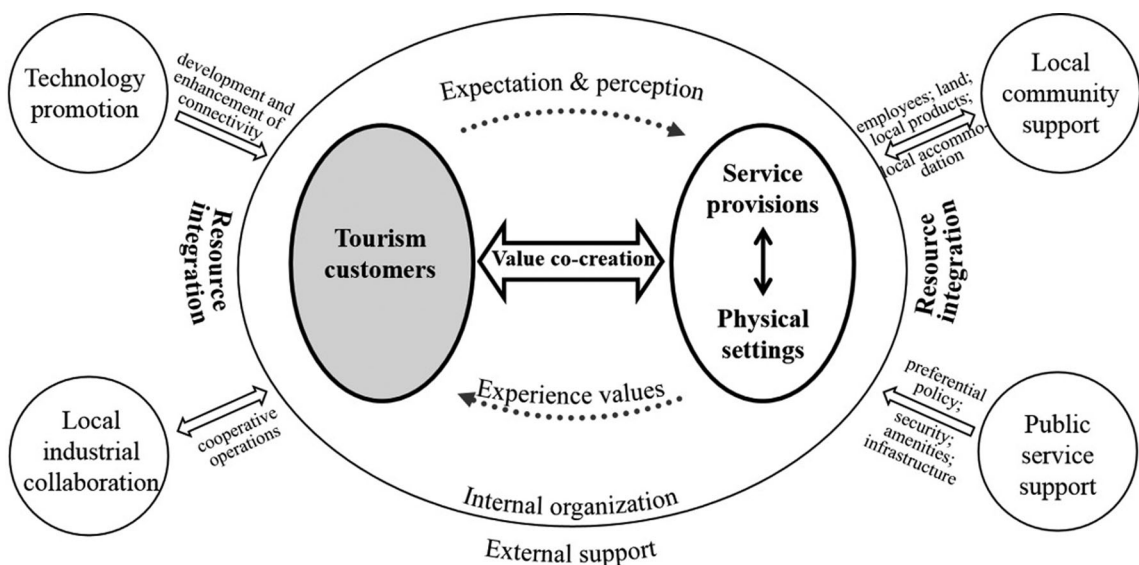 Technology
promotion
development and
enhancement of
connectivity
Expectation & perception
employees; land;
local products;
local accommo-
dation
Local
community
support
Resource
integration
Tourism
customers
Value co-creation
Service
provisions
Physical
settings
Resource
integration
Experience values
Local
industrial
collaboration
cooperative
operations
preferential
policy;
security;
amenities;
infrastructure
Public
service
support
Internal organization
External support